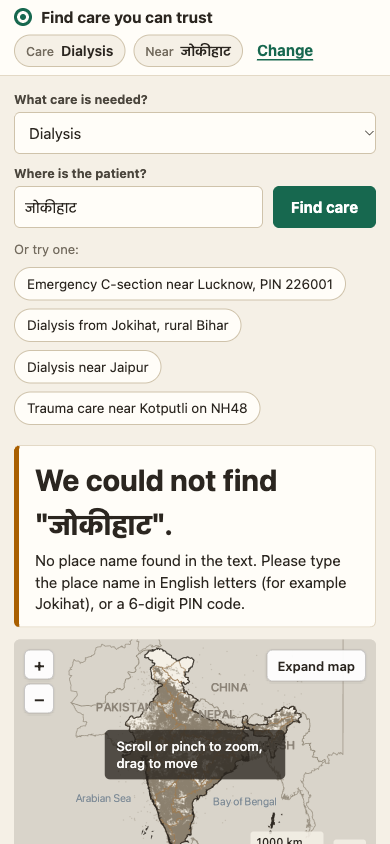 Find care you can trust
Care Dialysis
Near जोकीहाट
Change
What care is needed?
Dialysis
Where is the patient?
जोकीहाट
Find care
Or try one:
Emergency C-section near Lucknow, PIN 226001
Dialysis from Jokihat, rural Bihar
Dialysis near Jaipur
Trauma care near Kotputli on NH48
We could not find
"जोकीहाट".
No place name found in the text. Please type
the place name in English letters (for example
Jokihat), or a 6-digit PIN code.
+
Expand map
−
CHINA
PAKISTAN
NEPAL
Scroll or pinch to zoom,
drag to move
Arabian Sea
Bay of Bengal
1000 km